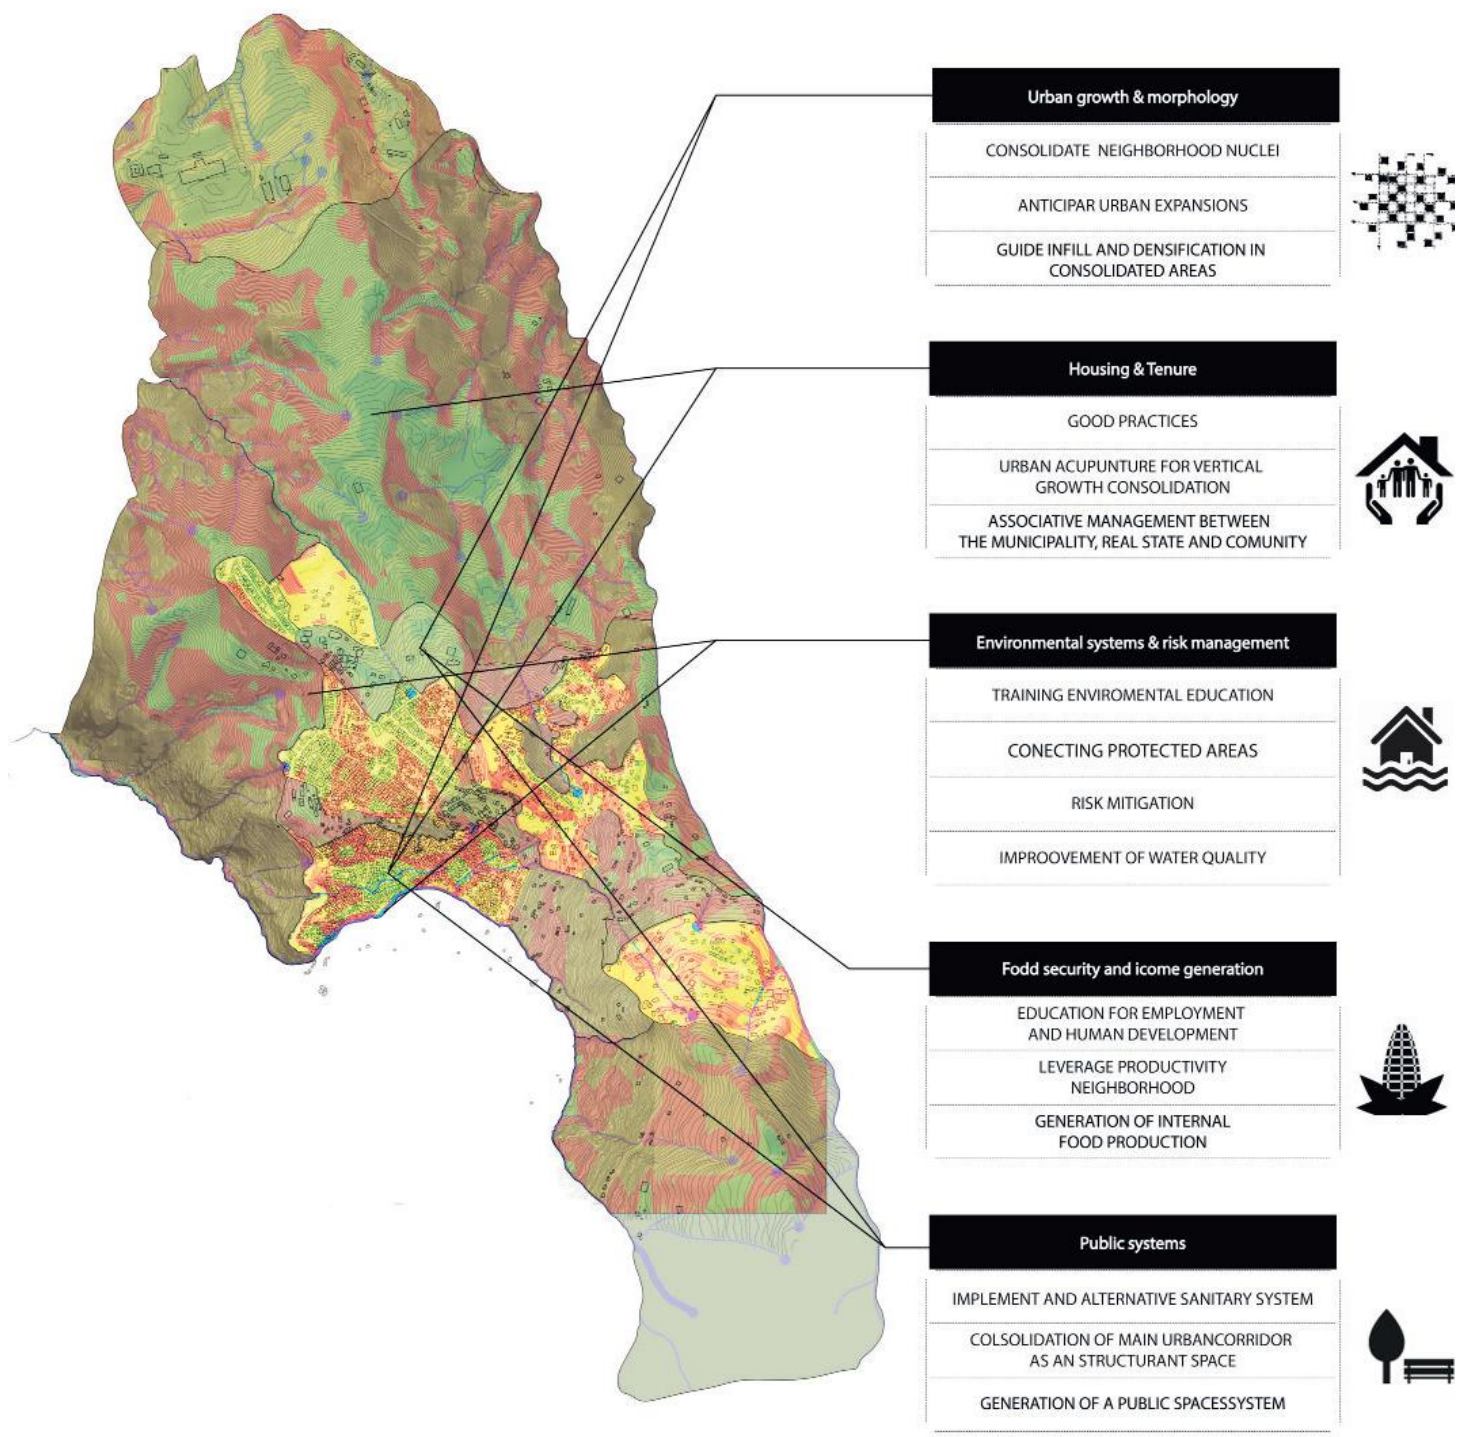 Urban growth & morphology
CONSOLIDATE NEIGHBORHOOD NUCLEI
ANTICIPAR URBAN EXPANSIONS
GUIDE INFILL AND DENSIFICATION IN
CONSOLIDATED AREAS
Housing & Tenure
GOOD PRACTICES
URBAN ACUPUNTURE FOR VERTICAL
GROWTH CONSOLIDATION
ASSOCIATIVE MANAGEMENT BETWEEN
THE MUNICIPALITY, REAL STATE AND COMUNITY
Environmental systems & risk management
TRAINING ENVIROMENTAL EDUCATION
CONECTING PROTECTED AREAS
RISK MITIGATION
IMPROOVEMENT OF WATER QUALITY
Fodd security and icome generation
EDUCATION FOR EMPLOYMENT
AND HUMAN DEVELOPMENT
LEVERAGE PRODUCTIVITY
NEIGHBORHOOD
GENERATION OF INTERNAL
FOOD PRODUCTION
Public systems
IMPLEMENT AND ALTERNATIVE SANITARY SYSTEM
COLSOLIDATION OF MAIN URBANCORRIDOR
AS AN STRUCTURANT SPACE
GENERATION OF A PUBLIC SPACESSYSTEM